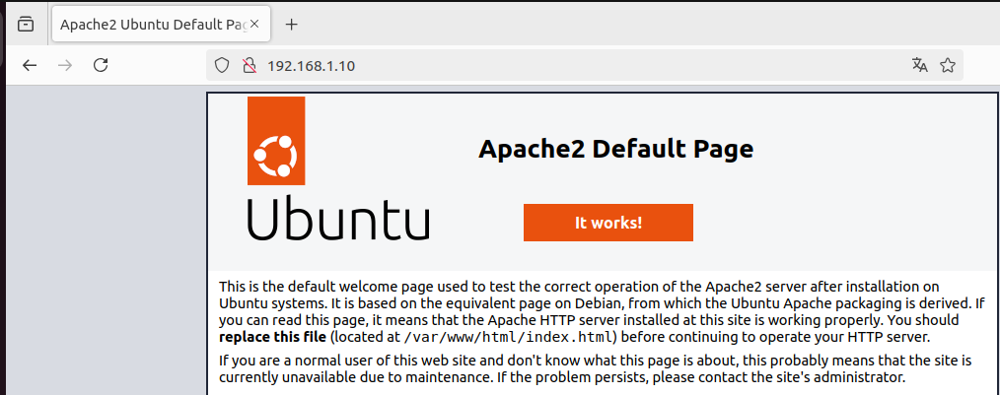 Apache2 Ubuntu Default Pag
192.168.1.10
Apache2 Default Page
Ubuntu
It works!
This is the default welcome page used to test the correct operation of the Apache2 server after installation on
Ubuntu systems. It is based on the equivalent page on Debian, from which the Ubuntu Apache packaging is derived. If
you can read this page, it means that the Apache HTTP server installed at this site is working properly. You should
replace this file (located at /var/www/html/index.html) before continuing to operate your HTTP server.
If you are a normal user of this web site and don't know what this page is about, this probably means that the site is
currently unavailable due to maintenance. If the problem persists, please contact the site's administrator.